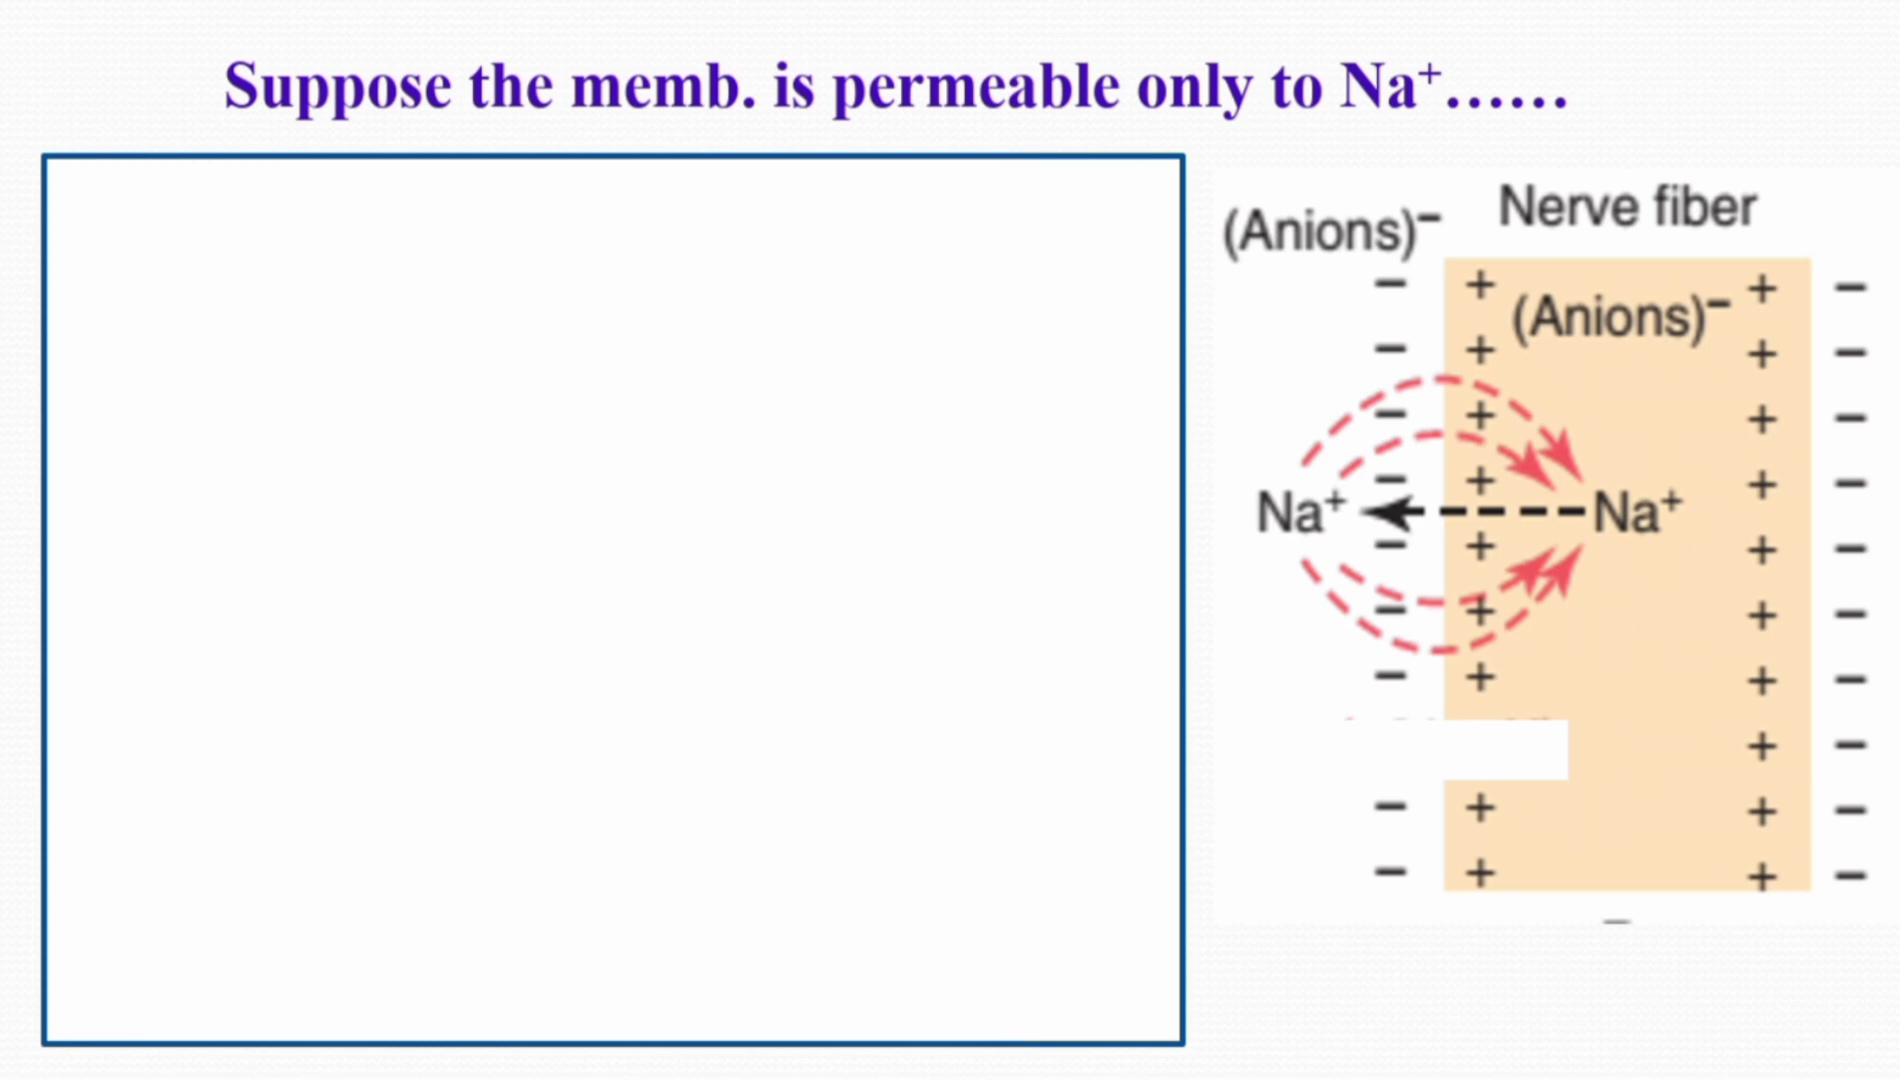 Suppose the memb. is permeable only to Na⁺......
Nerve fiber
(Anions)⁻
(Anions)⁻
− + + −
− + + −
− + + −
− + + −
Na⁺ Na⁺
− + + −
− + + −
− + + −
+ −
− + + −
− + + −